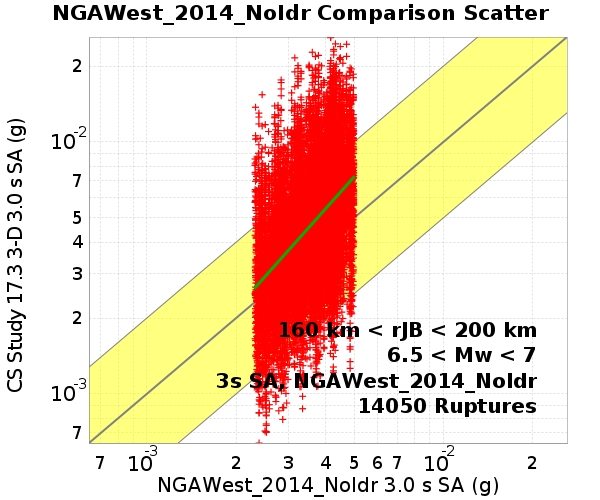 NGAWest_2014_NoIdr Comparison Scatter
CS Study 17.3 3-D 3.0 s SA (g)
2
10-2
7
5
4
3
2
10-3
7
160 km < rJB < 200 km
6.5 < Mw < 7
3s SA, NGAWest_2014_NoIdr
14050 Ruptures
7 10-3 2 3 4 5 6 7 10-2 2
NGAWest_2014_NoIdr 3.0 s SA (g)